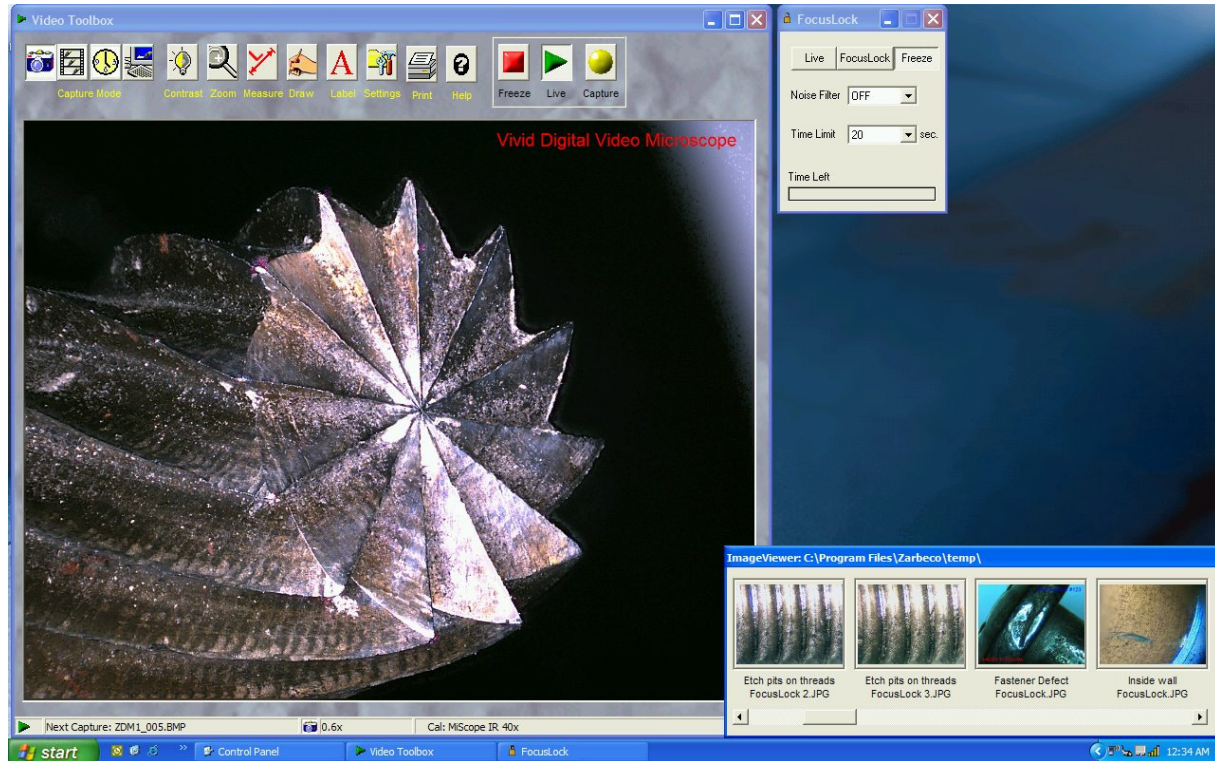 Video Toolbox
Capture Mode
Contrast
Zoom
Measure
Draw
Label
Settings
Print
Help
Freeze
Live
Capture
Vivid Digital Video Microscope
Next Capture: ZDM1_005.BMP
0.6x
Cal: MiScope IR 40x
FocusLock
Live
FocusLock
Freeze
Noise Filter
OFF
Time Limit
20
sec.
Time Left
ImageViewer: C:\Program Files\Zarbeco\temp\
Etch pits on threads
FocusLock 2.JPG
Etch pits on threads
FocusLock 3.JPG
Fastener Defect
FocusLock.JPG
Inside wall
FocusLock.JPG
start
Control Panel
Video Toolbox
FocusLock
12:34 AM